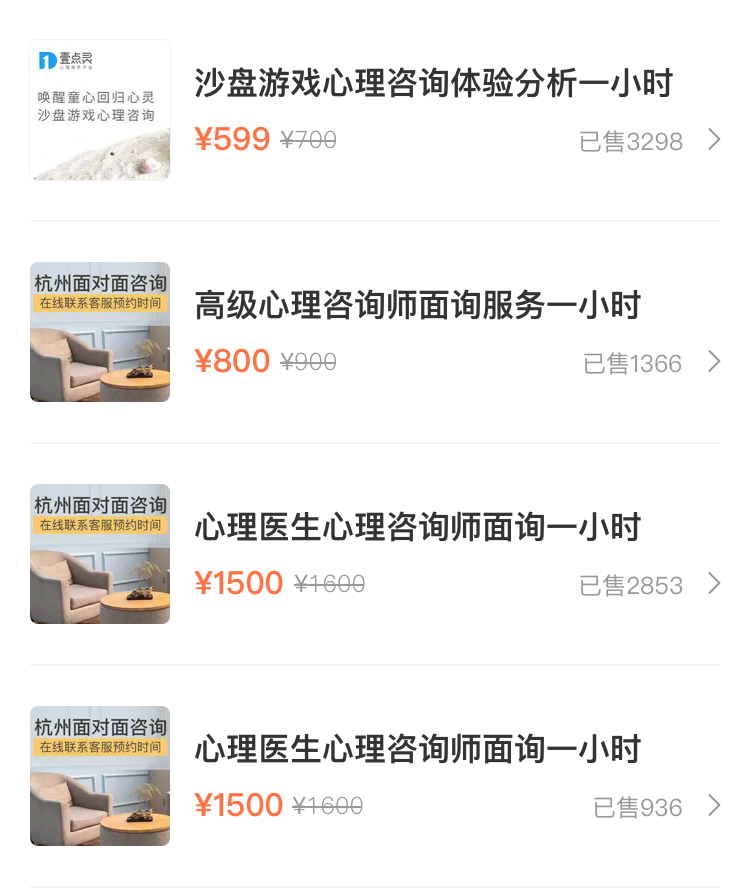 壹点灵
心理服务平台
唤醒童心回归心灵
沙盘游戏心理咨询
沙盘游戏心理咨询体验分析一小时
¥599 ¥700
已售3298
杭州面对面咨询
在线联系客服预约时间
高级心理咨询师面询服务一小时
¥800 ¥900
已售1366
杭州面对面咨询
在线联系客服预约时间
心理医生心理咨询师面询一小时
¥1500 ¥1600
已售2853
杭州面对面咨询
在线联系客服预约时间
心理医生心理咨询师面询一小时
¥1500 ¥1600
已售936